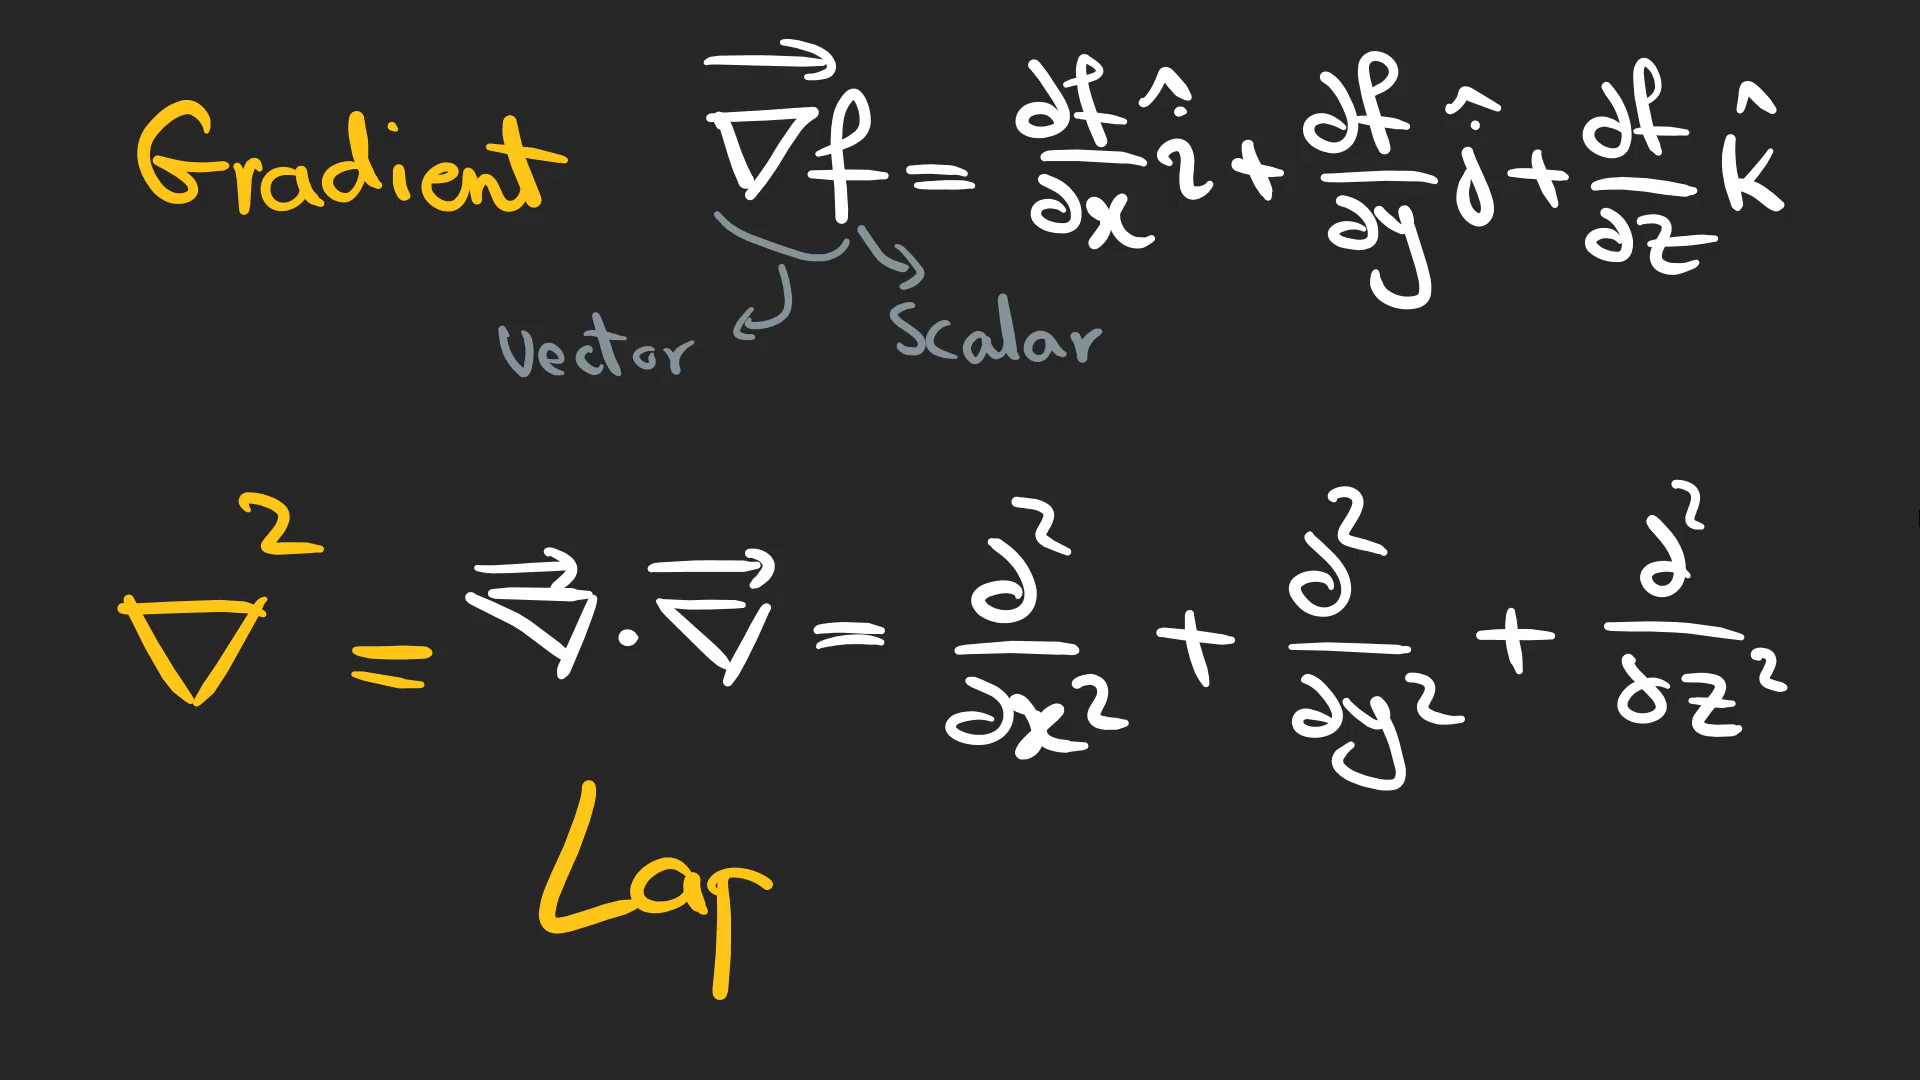 Gradient ∇⃗f = ∂f/∂x î + ∂f/∂y ĵ + ∂f/∂z k̂
Vector Scalar
∇² = ∇⃗ . ∇⃗ = ∂²/∂x² + ∂²/∂y² + ∂²/∂z²
Lap